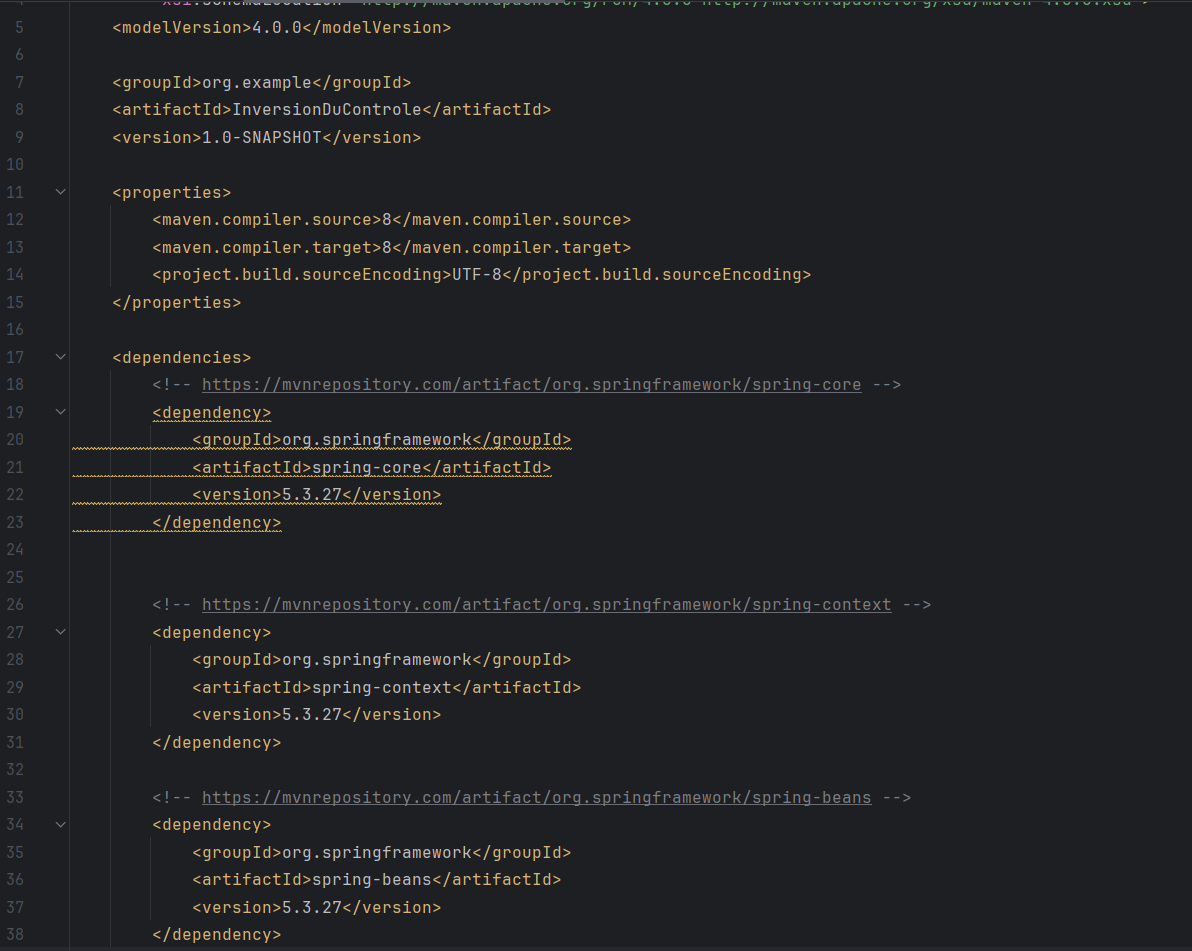 5 <modelVersion>4.0.0</modelVersion>
6
7 <groupId>org.example</groupId>
8 <artifactId>InversionDuControle</artifactId>
9 <version>1.0-SNAPSHOT</version>
10
11 <properties>
12 <maven.compiler.source>8</maven.compiler.source>
13 <maven.compiler.target>8</maven.compiler.target>
14 <project.build.sourceEncoding>UTF-8</project.build.sourceEncoding>
15 </properties>
16
17 <dependencies>
18 <!-- https://mvnrepository.com/artifact/org.springframework/spring-core -->
19 <dependency>
20 <groupId>org.springframework</groupId>
21 <artifactId>spring-core</artifactId>
22 <version>5.3.27</version>
23 </dependency>
24
25
26 <!-- https://mvnrepository.com/artifact/org.springframework/spring-context -->
27 <dependency>
28 <groupId>org.springframework</groupId>
29 <artifactId>spring-context</artifactId>
30 <version>5.3.27</version>
31 </dependency>
32
33 <!-- https://mvnrepository.com/artifact/org.springframework/spring-beans -->
34 <dependency>
35 <groupId>org.springframework</groupId>
36 <artifactId>spring-beans</artifactId>
37 <version>5.3.27</version>
38 </dependency>